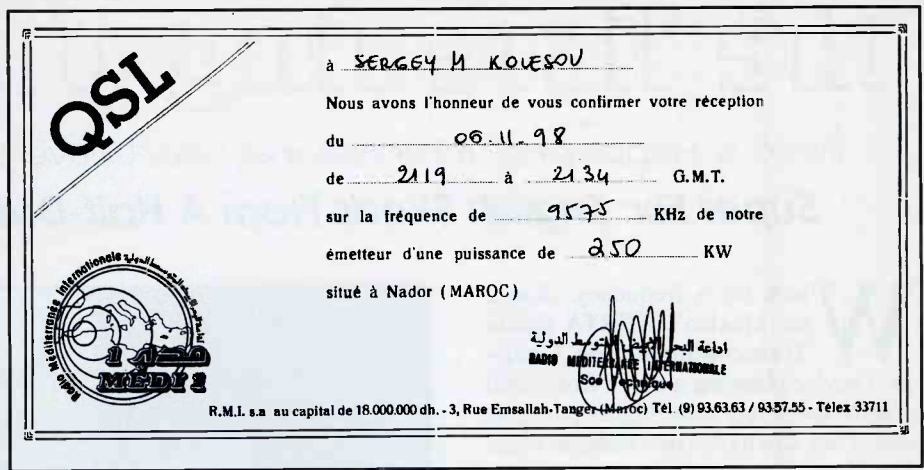 QSL
à SERGEY M KOLESOV
Nous avons l'honneur de vous confirmer votre réception
du 06.11.98
de 2119 à 2134 G.M.T.
sur la fréquence de 9575 KHz de notre
émetteur d'une puissance de 250 KW
situé à Nador (MAROC)
Radio Méditerranée Internationale
MEDI 1
اذاعة البحر الأبيض المتوسط الدولية
RADIO MEDITERRANEE INTERNATIONALE
R.M.I. s.a au capital de 18.000.000 dh. - 3, Rue Emsallah-Tanger (Maroc) Tél. (9) 93.63.63 / 93.57.55 - Télex 33711